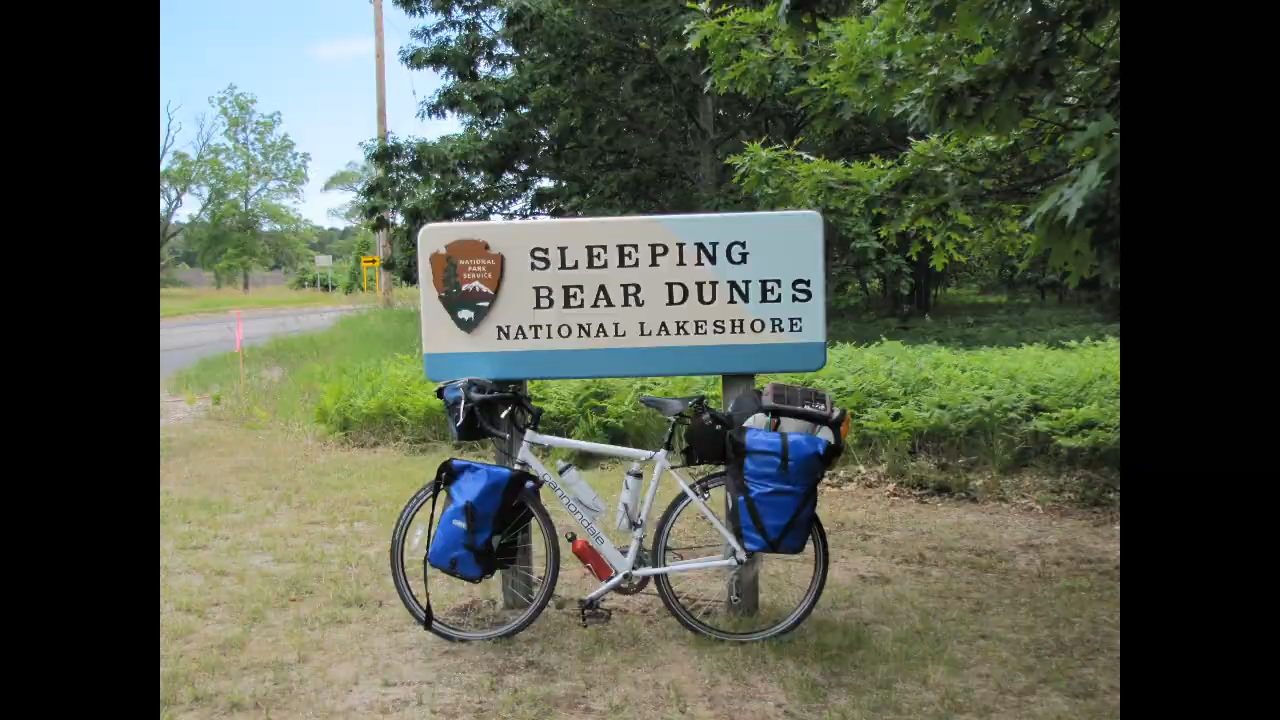 NATIONAL
PARK
SERVICE
SLEEPING
BEAR DUNES
NATIONAL LAKESHORE
cannondale